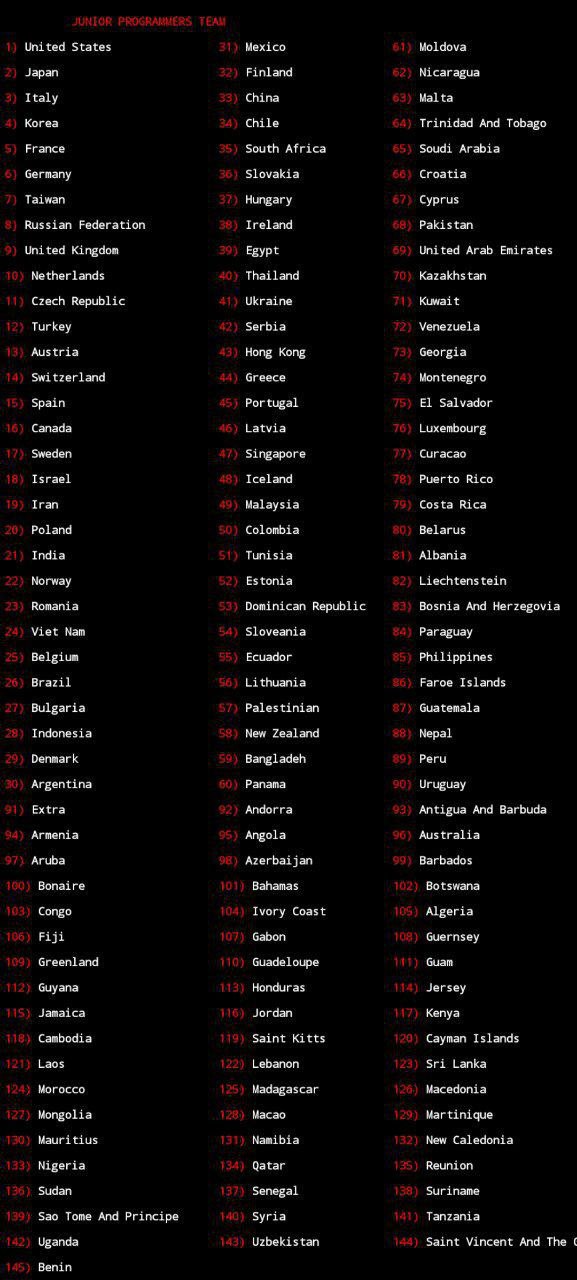 JUNIOR PROGRAMMERS TEAM
1) United States 31) Mexico 61) Moldova
2) Japan 32) Finland 62) Nicaragua
3) Italy 33) China 63) Malta
4) Korea 34) Chile 64) Trinidad And Tobago
5) France 35) South Africa 65) Soudi Arabia
6) Germany 36) Slovakia 66) Croatia
7) Taiwan 37) Hungary 67) Cyprus
8) Russian Federation 38) Ireland 68) Pakistan
9) United Kingdom 39) Egypt 69) United Arab Emirates
10) Netherlands 40) Thailand 70) Kazakhstan
11) Czech Republic 41) Ukraine 71) Kuwait
12) Turkey 42) Serbia 72) Venezuela
13) Austria 43) Hong Kong 73) Georgia
14) Switzerland 44) Greece 74) Montenegro
15) Spain 45) Portugal 75) El Salvador
16) Canada 46) Latvia 76) Luxembourg
17) Sweden 47) Singapore 77) Curacao
18) Israel 48) Iceland 78) Puerto Rico
19) Iran 49) Malaysia 79) Costa Rica
20) Poland 50) Colombia 80) Belarus
21) India 51) Tunisia 81) Albania
22) Norway 52) Estonia 82) Liechtenstein
23) Romania 53) Dominican Republic 83) Bosnia And Herzegovia
24) Viet Nam 54) Sloveania 84) Paraguay
25) Belgium 55) Ecuador 85) Philippines
26) Brazil 56) Lithuania 86) Faroe Islands
27) Bulgaria 57) Palestinian 87) Guatemala
28) Indonesia 58) New Zealand 88) Nepal
29) Denmark 59) Bangladeh 89) Peru
30) Argentina 60) Panama 90) Uruguay
91) Extra 92) Andorra 93) Antigua And Barbuda
94) Armenia 95) Angola 96) Australia
97) Aruba 98) Azerbaijan 99) Barbados
100) Bonaire 101) Bahamas 102) Botswana
103) Congo 104) Ivory Coast 105) Algeria
106) Fiji 107) Gabon 108) Guernsey
109) Greenland 110) Guadeloupe 111) Guam
112) Guyana 113) Honduras 114) Jersey
115) Jamaica 116) Jordan 117) Kenya
118) Cambodia 119) Saint Kitts 120) Cayman Islands
121) Laos 122) Lebanon 123) Sri Lanka
124) Morocco 125) Madagascar 126) Macedonia
127) Mongolia 128) Macao 129) Martinique
130) Mauritius 131) Namibia 132) New Caledonia
133) Nigeria 134) Qatar 135) Reunion
136) Sudan 137) Senegal 138) Suriname
139) Sao Tome And Principe 140) Syria 141) Tanzania
142) Uganda 143) Uzbekistan 144) Saint Vincent And The
145) Benin